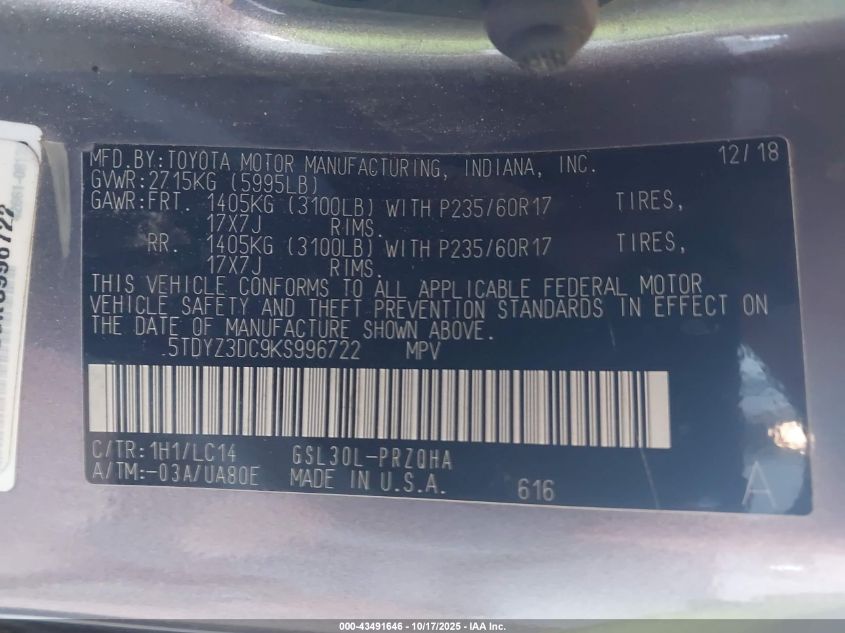 MFD.BY:TOYOTA MOTOR MANUFACTURING, INDIANA, INC. 12/18
GVWR:2715KG (5995LB)
GAWR:FRT. 1405KG (3100LB) WITH P235/60R17 TIRES,
17X7J RIMS.
RR. 1405KG (3100LB) WITH P235/60R17 TIRES,
17X7J RIMS.
THIS VEHICLE CONFORMS TO ALL APPLICABLE FEDERAL MOTOR
VEHICLE SAFETY AND THEFT PREVENTION STANDARDS IN EFFECT ON
THE DATE OF MANUFACTURE SHOWN ABOVE.
5TDYZ3DC9KS996722 MPV
C/TR:1H1/LC14 GSL30L-PRZQHA
A/TM:-03A/UA80E MADE IN U.S.A. 616 A
000-43491646 - 10/17/2025 - IAA Inc.